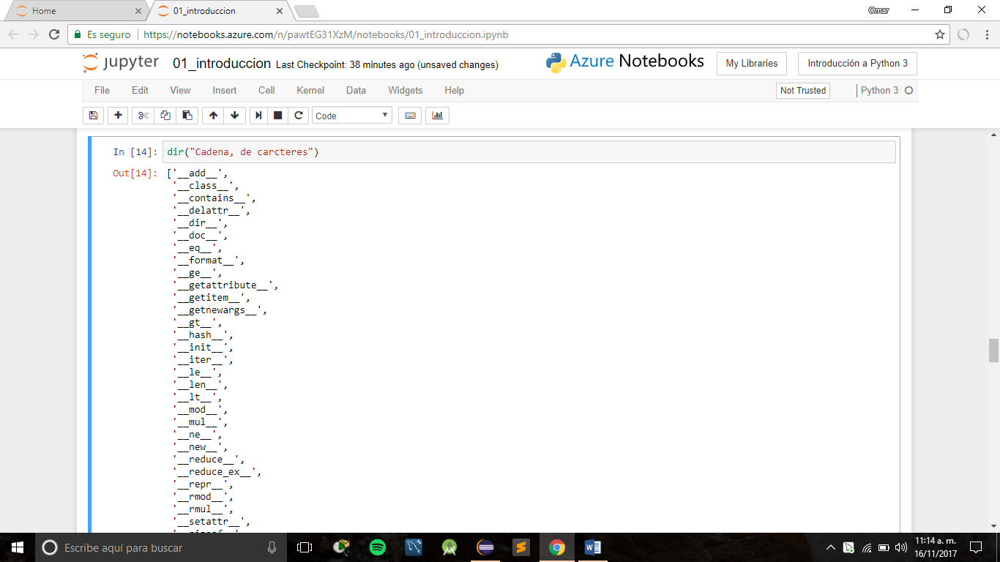 Home
01_introduccion
Omar
Es seguro
https://notebooks.azure.com/n/pawtEG31XzM/notebooks/01_introduccion.ipynb
jupyter
01_introduccion Last Checkpoint: 38 minutes ago (unsaved changes)
Azure Notebooks
My Libraries
Introducción a Python 3
File Edit View Insert Cell Kernel Data Widgets Help
Not Trusted
Python 3
Code
In [14]: dir("Cadena, de carcteres")
Out[14]: ['__add__',
'__class__',
'__contains__',
'__delattr__',
'__dir__',
'__doc__',
'__eq__',
'__format__',
'__ge__',
'__getattribute__',
'__getitem__',
'__getnewargs__',
'__gt__',
'__hash__',
'__init__',
'__iter__',
'__le__',
'__len__',
'__lt__',
'__mod__',
'__mul__',
'__ne__',
'__new__',
'__reduce__',
'__reduce_ex__',
'__repr__',
'__rmod__',
'__rmul__',
'__setattr__',
Escribe aquí para buscar
11:14 a. m.
16/11/2017